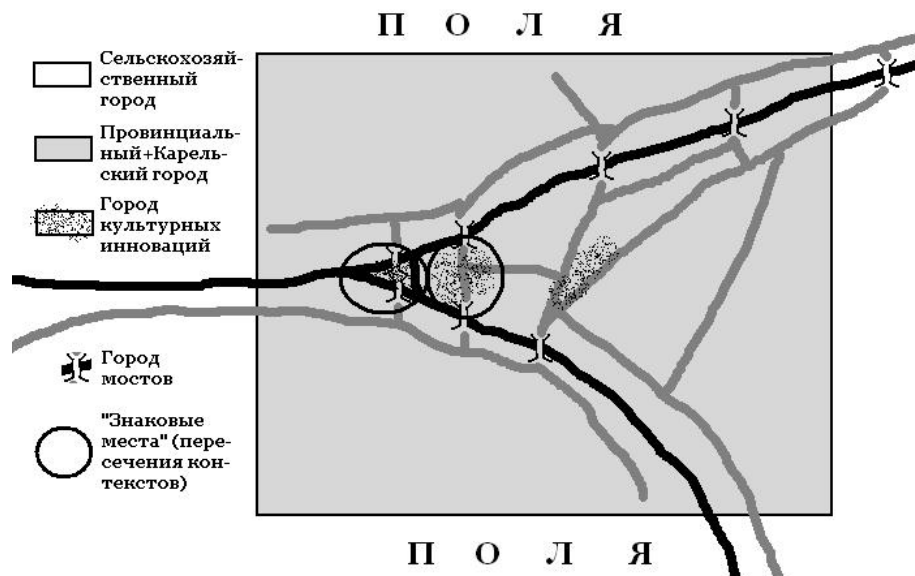 П О Л Я
Сельскохозяй-
ственный
город
Провинциаль-
ный+Карель-
ский город
Город
культурных
инноваций
Город
мостов
"Знаковые
места" (пере-
сечения кон-
текстов)
П О Л Я